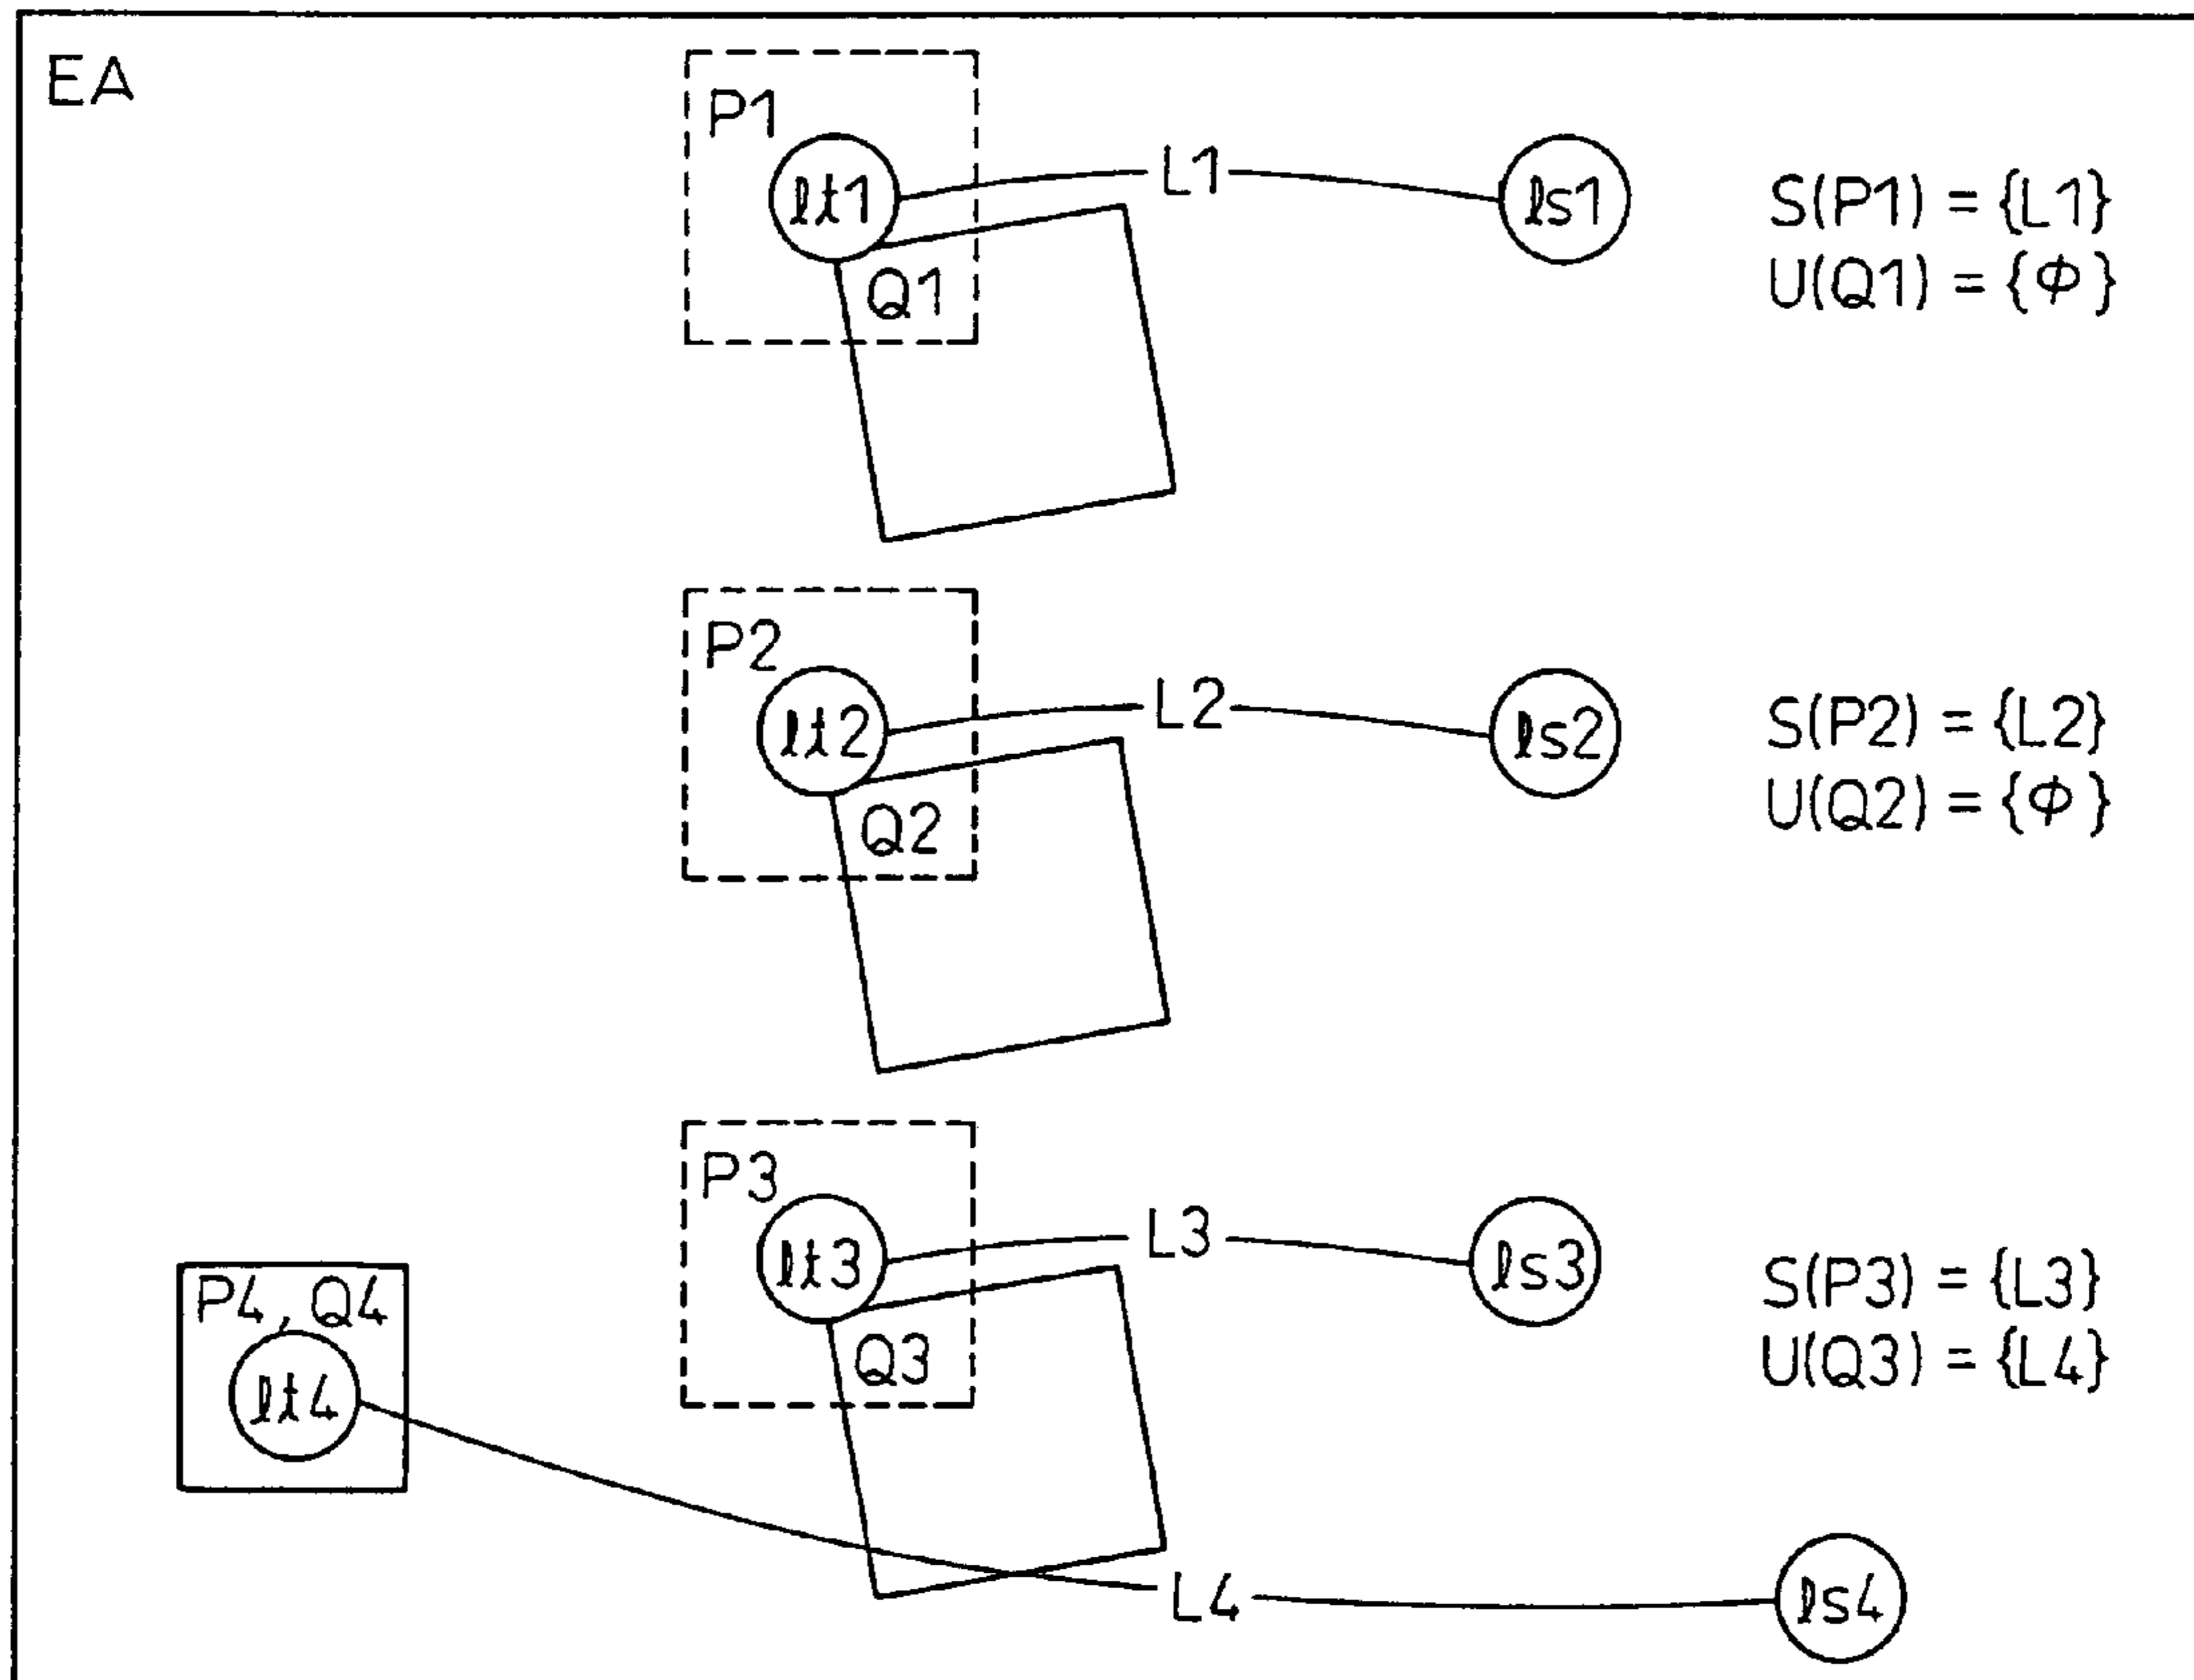 EA
P1
ℓt1
L1
ℓs1
Q1
S(P1) = {L1}
U(Q1) = {Φ}
P2
ℓt2
L2
ℓs2
Q2
S(P2) = {L2}
U(Q2) = {Φ}
P3
ℓt3
L3
ℓs3
Q3
S(P3) = {L3}
U(Q3) = {L4}
P4, Q4
ℓt4
L4
ℓs4